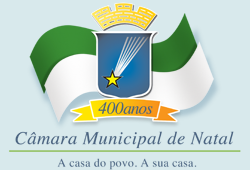 400anos
Câmara Municipal de Natal
A casa do povo. A sua casa.